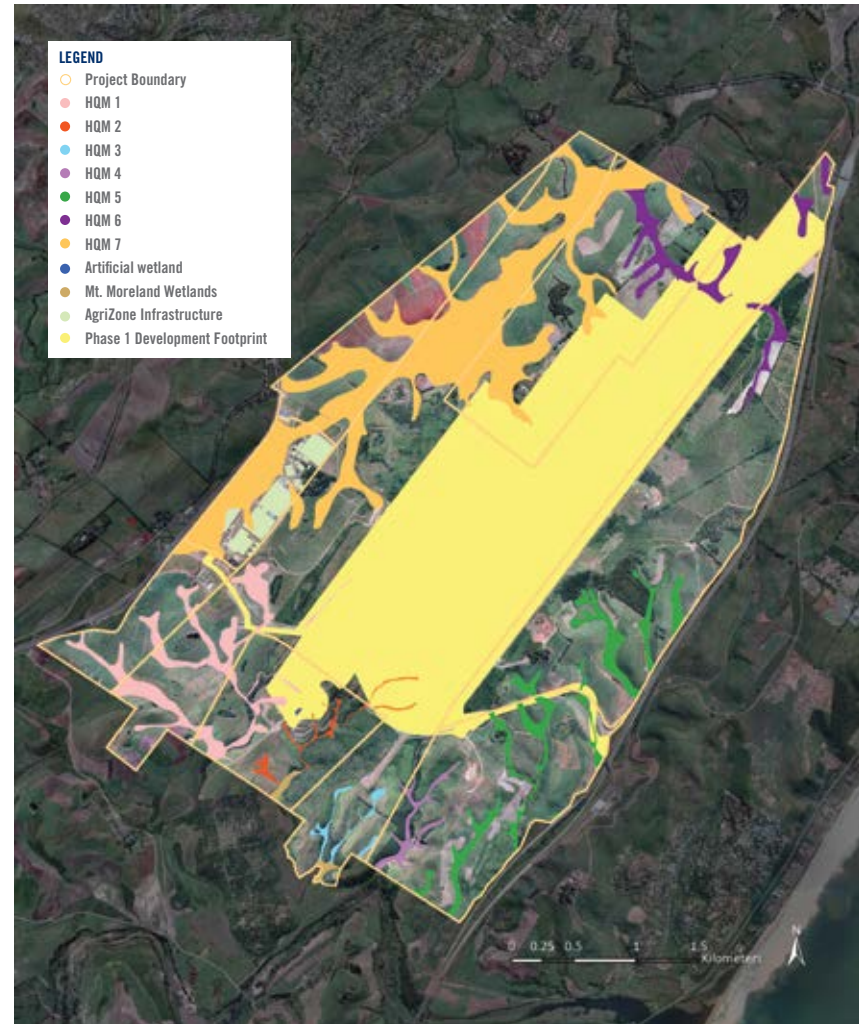 LEGEND
Project Boundary
HQM 1
HQM 2
HQM 3
HQM 4
HQM 5
HQM 6
HQM 7
Artificial wetland
Mt. Moreland Wetlands
AgriZone Infrastructure
Phase 1 Development Footprint
0 0.25 0.5 1 1.5
Kilometers
N